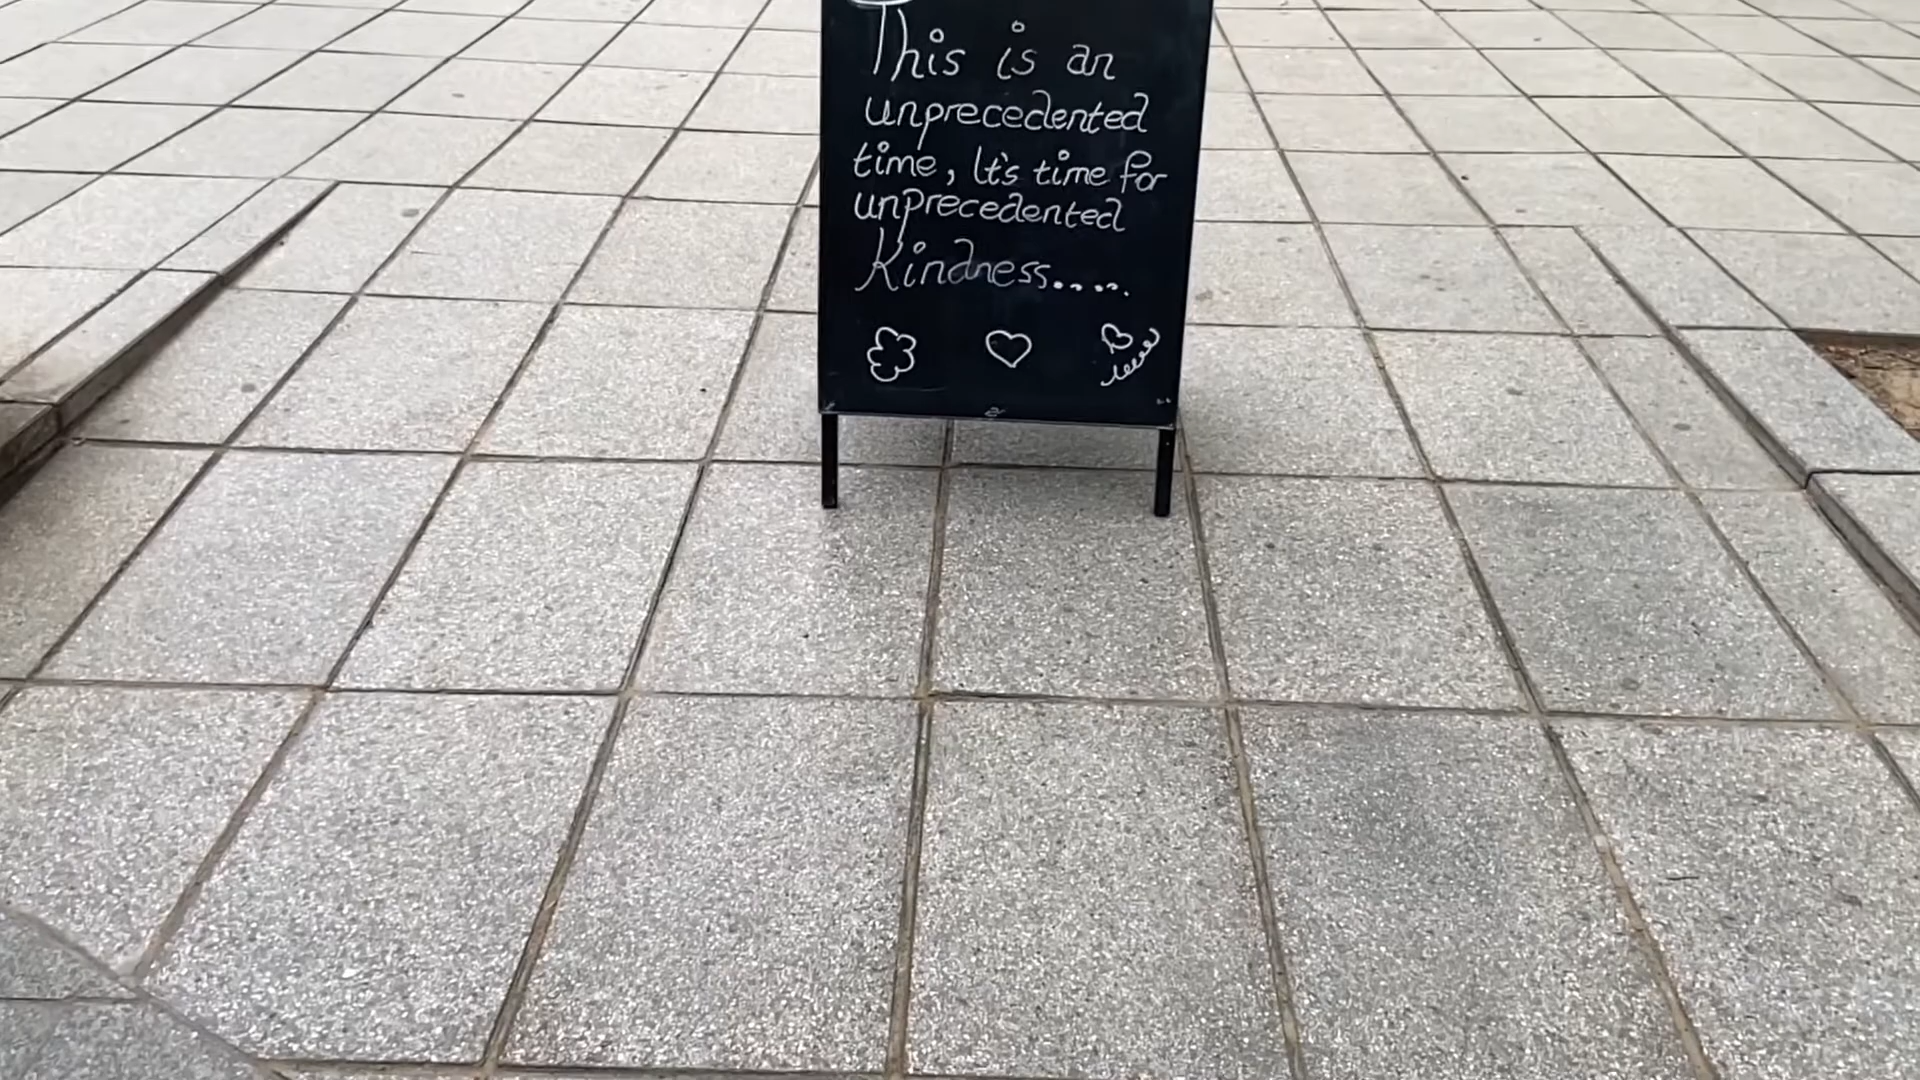 This is an
unprecedented
time, It's time for
unprecedented
Kindness.....